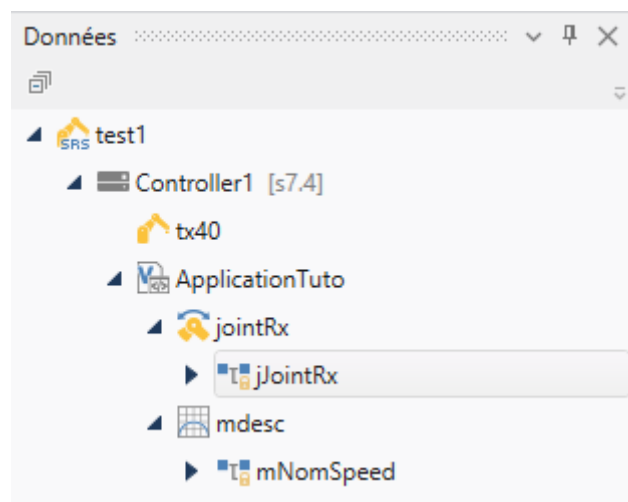 Données
SRS test1
Controller1 [s7.4]
tx40
ApplicationTuto
jointRx
jJointRx
mdesc
mNomSpeed